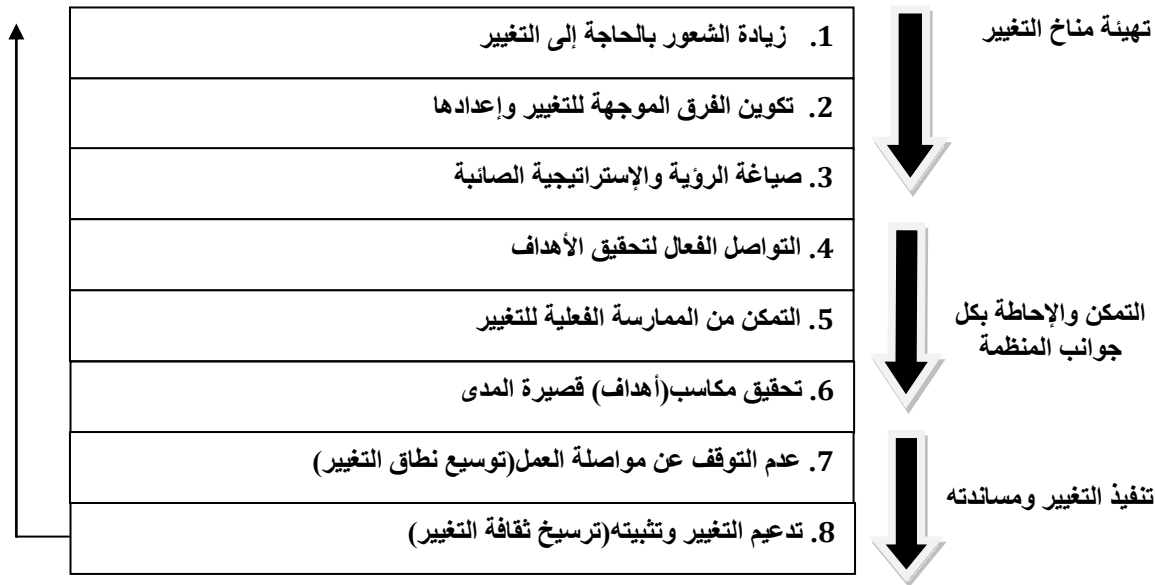 تهيئة مناخ التغيير
1. زيادة الشعور بالحاجة إلى التغيير
2. تكوين الفرق الموجهة للتغيير وإعدادها
3. صياغة الرؤية والإستراتيجية الصائبة
التمكن والإحاطة بكل
جوانب المنظمة
4. التواصل الفعال لتحقيق الأهداف
5. التمكن من الممارسة الفعلية للتغيير
6. تحقيق مكاسب(أهداف) قصيرة المدى
تنفيذ التغيير ومساندته
7. عدم التوقف عن مواصلة العمل(توسيع نطاق التغيير)
8. تدعيم التغيير وتثبيته(ترسيخ ثقافة التغيير)